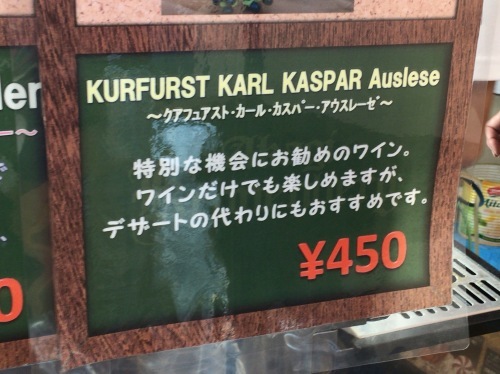 KURFURST KARL KASPAR Auslese
～クアフュアスト・カール・カスパー・アウスレーゼ～
特別な機会にお勧めのワイン。
ワインだけでも楽しめますが、
デザートの代わりにもおすすめです。
¥450